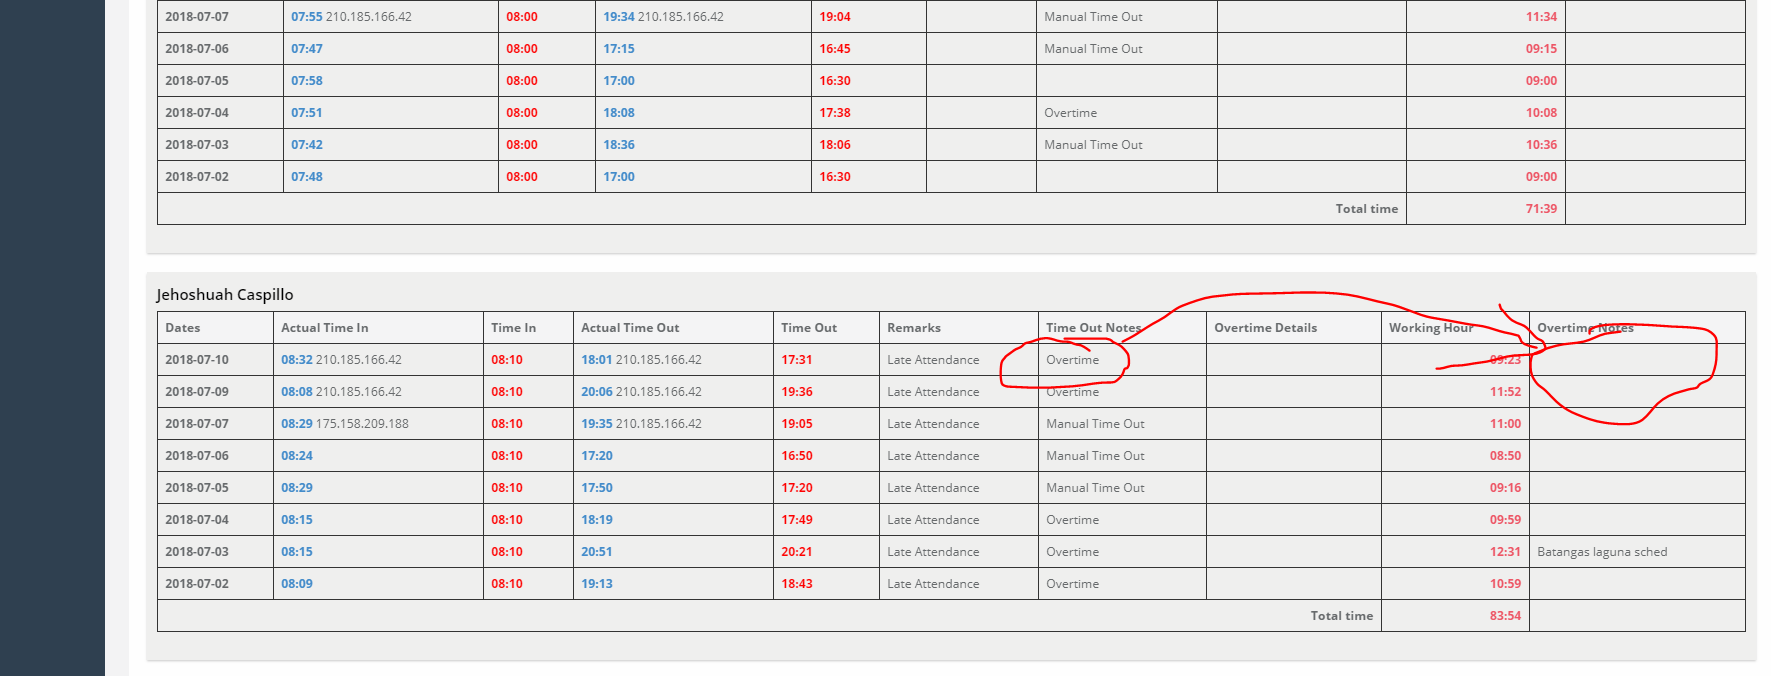 2018-07-07 07:55 210.185.166.42 08:00 19:34 210.185.166.42 19:04 Manual Time Out 11:34
2018-07-06 07:47 08:00 17:15 16:45 Manual Time Out 09:15
2018-07-05 07:58 08:00 17:00 16:30 09:00
2018-07-04 07:51 08:00 18:08 17:38 Overtime 10:08
2018-07-03 07:42 08:00 18:36 18:06 Manual Time Out 10:36
2018-07-02 07:48 08:00 17:00 16:30 09:00
Total time 71:39
Jehoshuah Caspillo
Dates Actual Time In Time In Actual Time Out Time Out Remarks Time Out Notes Overtime Details Working Hour Overtime Notes
2018-07-10 08:32 210.185.166.42 08:10 18:01 210.185.166.42 17:31 Late Attendance Overtime 09:23
2018-07-09 08:08 210.185.166.42 08:10 20:06 210.185.166.42 19:36 Late Attendance Overtime 11:52
2018-07-07 08:29 175.158.209.188 08:10 19:35 210.185.166.42 19:05 Late Attendance Manual Time Out 11:00
2018-07-06 08:24 08:10 17:20 16:50 Late Attendance Manual Time Out 08:50
2018-07-05 08:29 08:10 17:50 17:20 Late Attendance Manual Time Out 09:16
2018-07-04 08:15 08:10 18:19 17:49 Late Attendance Overtime 09:59
2018-07-03 08:15 08:10 20:51 20:21 Late Attendance Overtime 12:31 Batangas laguna sched
2018-07-02 08:09 08:10 19:13 18:43 Late Attendance Overtime 10:59
Total time 83:54